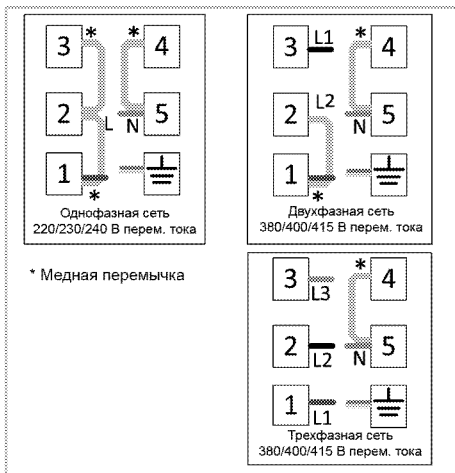 * *
3 4
2 L N 5
1
*
Однофазная сеть
220/230/240 В перем. тока
* Медная перемычка
L1 *
3 4
L2
2 N 5
1
*
Двухфазная сеть
380/400/415 В перем. тока
*
3 4
L3
2 L2 N 5
1 L1
Трехфазная сеть
380/400/415 В перем. тока